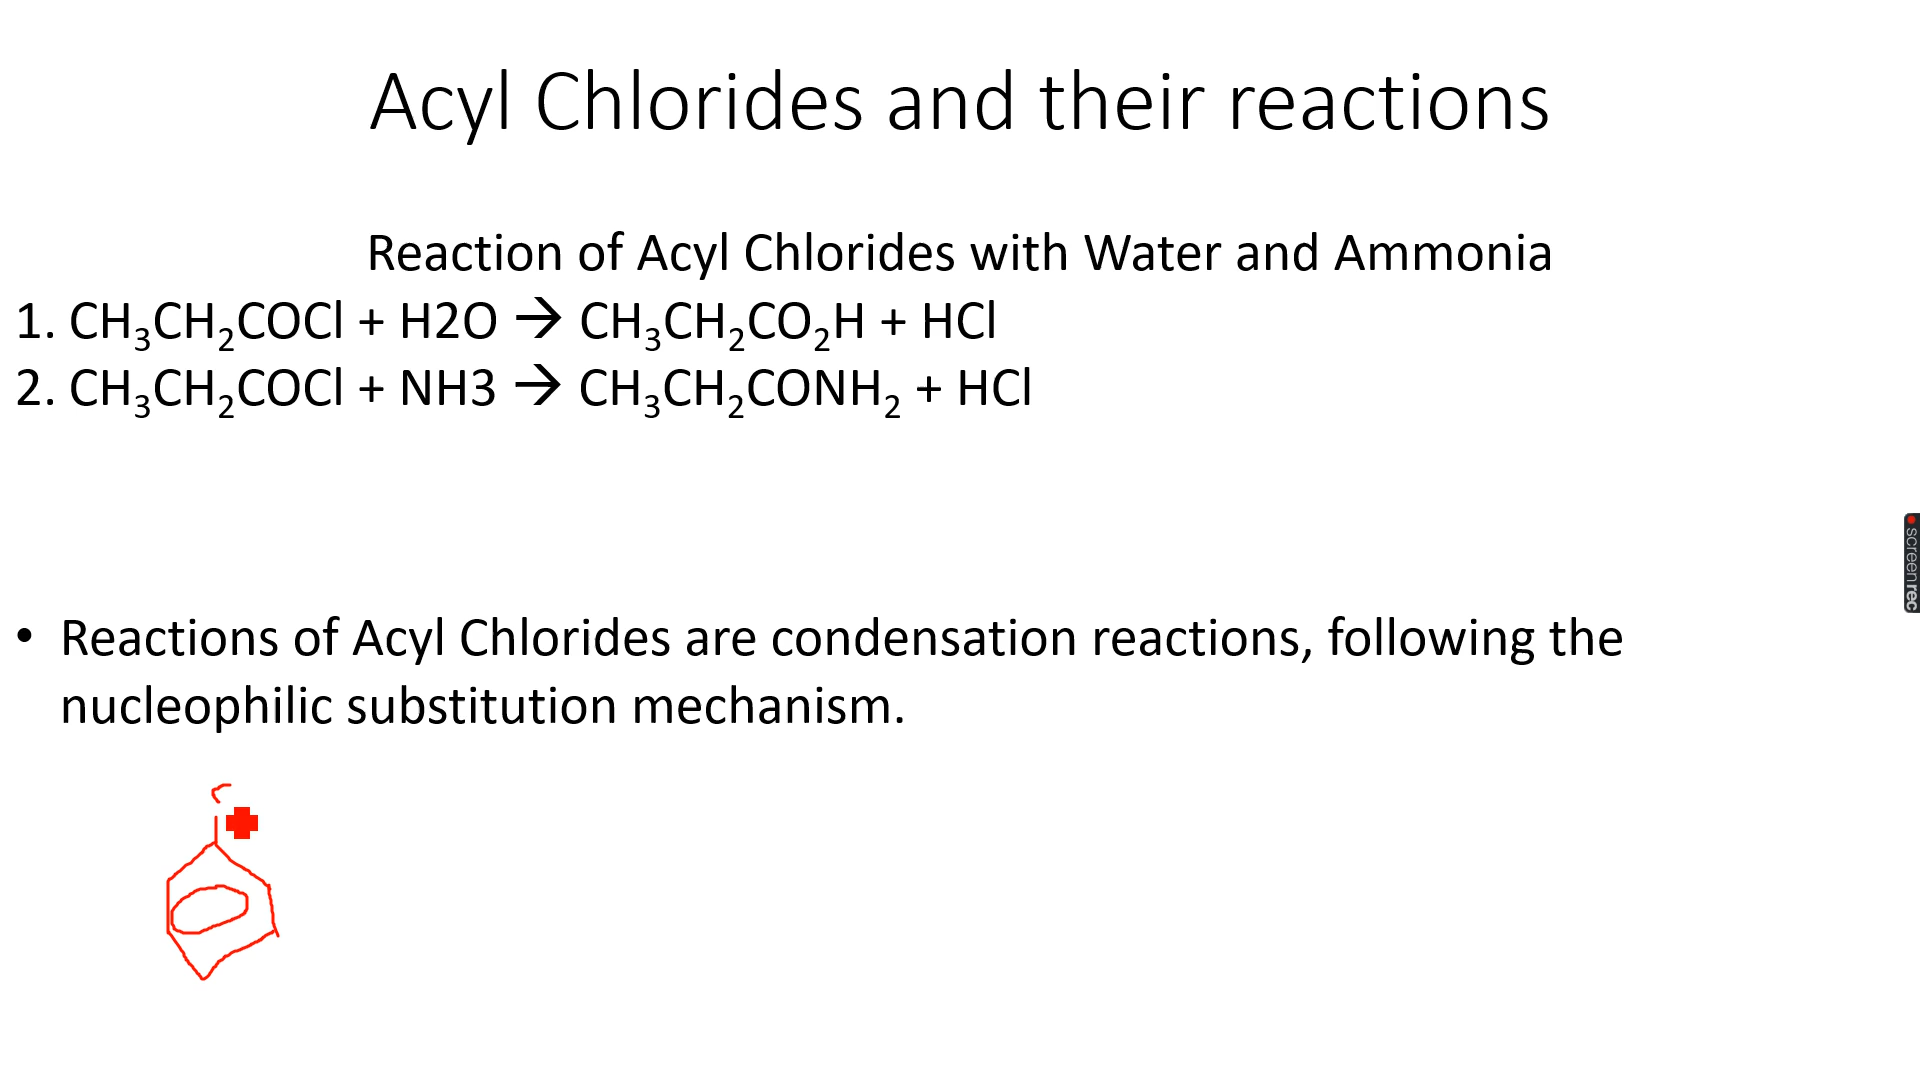 Acyl Chlorides and their reactions
Reaction of Acyl Chlorides with Water and Ammonia
1. CH₃CH₂COCl + H2O → CH₃CH₂CO₂H + HCl
2. CH₃CH₂COCl + NH3 → CH₃CH₂CONH₂ + HCl
• Reactions of Acyl Chlorides are condensation reactions, following the
nucleophilic substitution mechanism.
screenrec